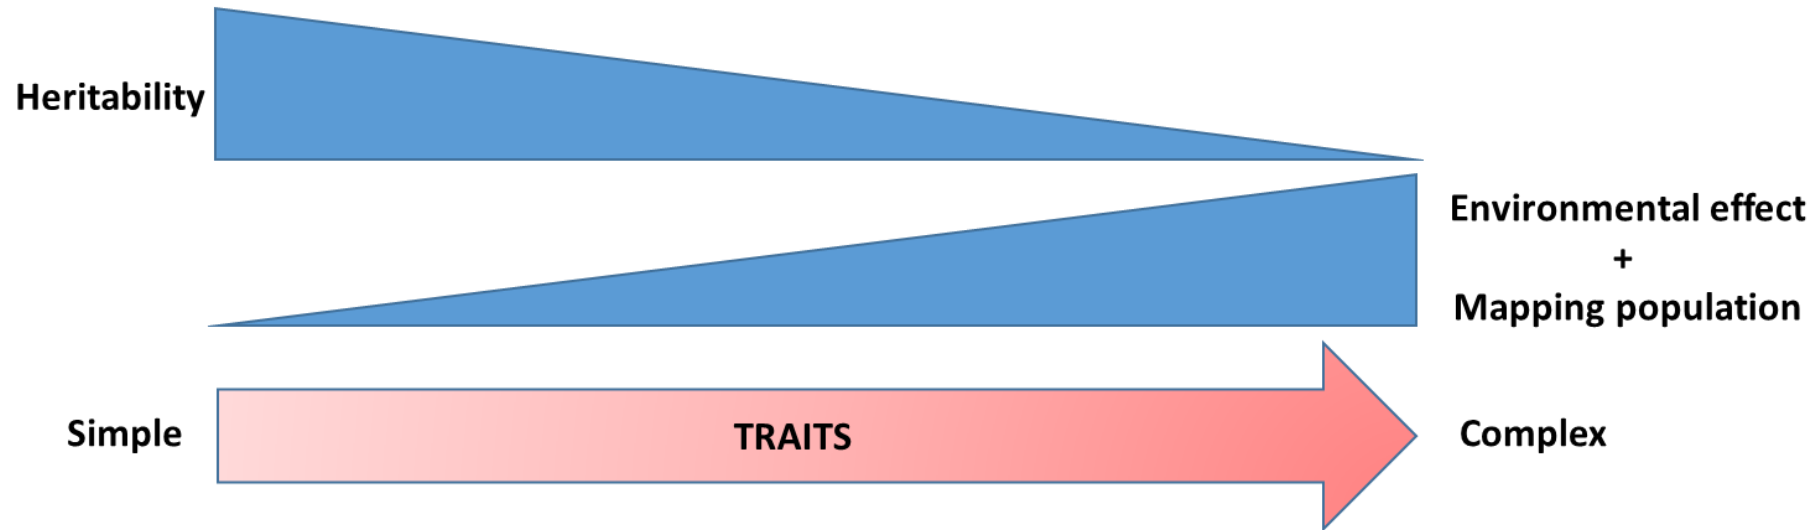 Heritability
Environmental effect
+
Mapping population
Simple
TRAITS
Complex